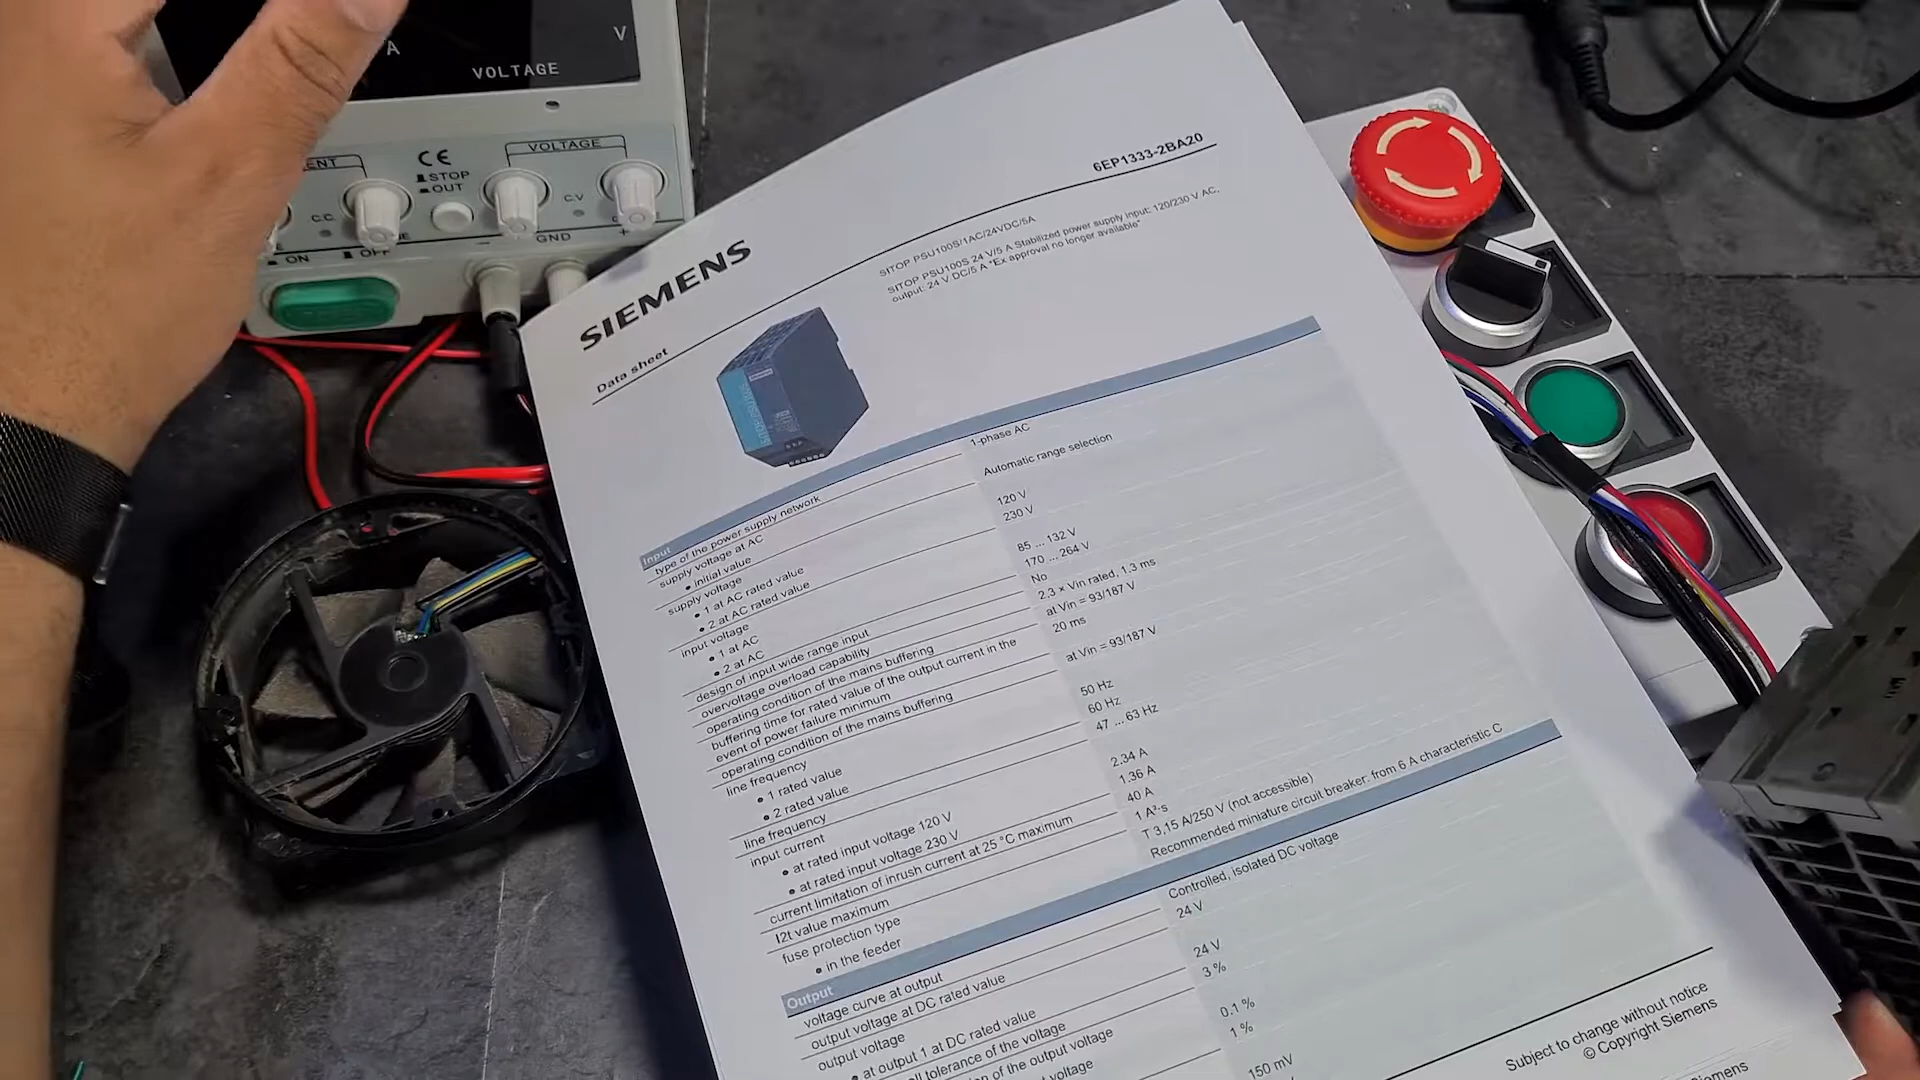 A
V
VOLTAGE
VOLTAGE
CE
STOP
OUT
C.C.
C.V
GND
- +
ON
OFF
6EP1333-2BA20
SIEMENS
Data sheet
SITOP PSU100S/1AC/24VDC/5A
SITOP PSU100S 24 V/5 A Stabilized power supply input: 120/230 V AC,
output: 24 V DC/5 A *Ex approval no longer available*
Input
type of the power supply network 1-phase AC
supply voltage at AC
• initial value Automatic range selection
supply voltage
• 1 at AC rated value 120 V
• 2 at AC rated value 230 V
input voltage
• 1 at AC 85 ... 132 V
• 2 at AC 170 ... 264 V
design of input wide range input No
overvoltage overload capability 2.3 × Vin rated, 1.3 ms
operating condition of the mains buffering at Vin = 93/187 V
buffering time for rated value of the output current in the 20 ms
event of power failure minimum
operating condition of the mains buffering at Vin = 93/187 V
line frequency
• 1 rated value 50 Hz
• 2 rated value 60 Hz
line frequency 47 ... 63 Hz
input current
• at rated input voltage 120 V 2.34 A
• at rated input voltage 230 V 1.36 A
current limitation of inrush current at 25 °C maximum 40 A
I2t value maximum 1 A²·s
fuse protection type T 3,15 A/250 V (not accessible)
• in the feeder Recommended miniature circuit breaker: from 6 A characteristic C
Output
voltage curve at output Controlled, isolated DC voltage
output voltage at DC rated value 24 V
output voltage
• at output 1 at DC rated value 24 V
tolerance of the voltage 3 %
of the output voltage 0.1 %
voltage 1 %
150 mV
Subject to change without notice
© Copyright Siemens